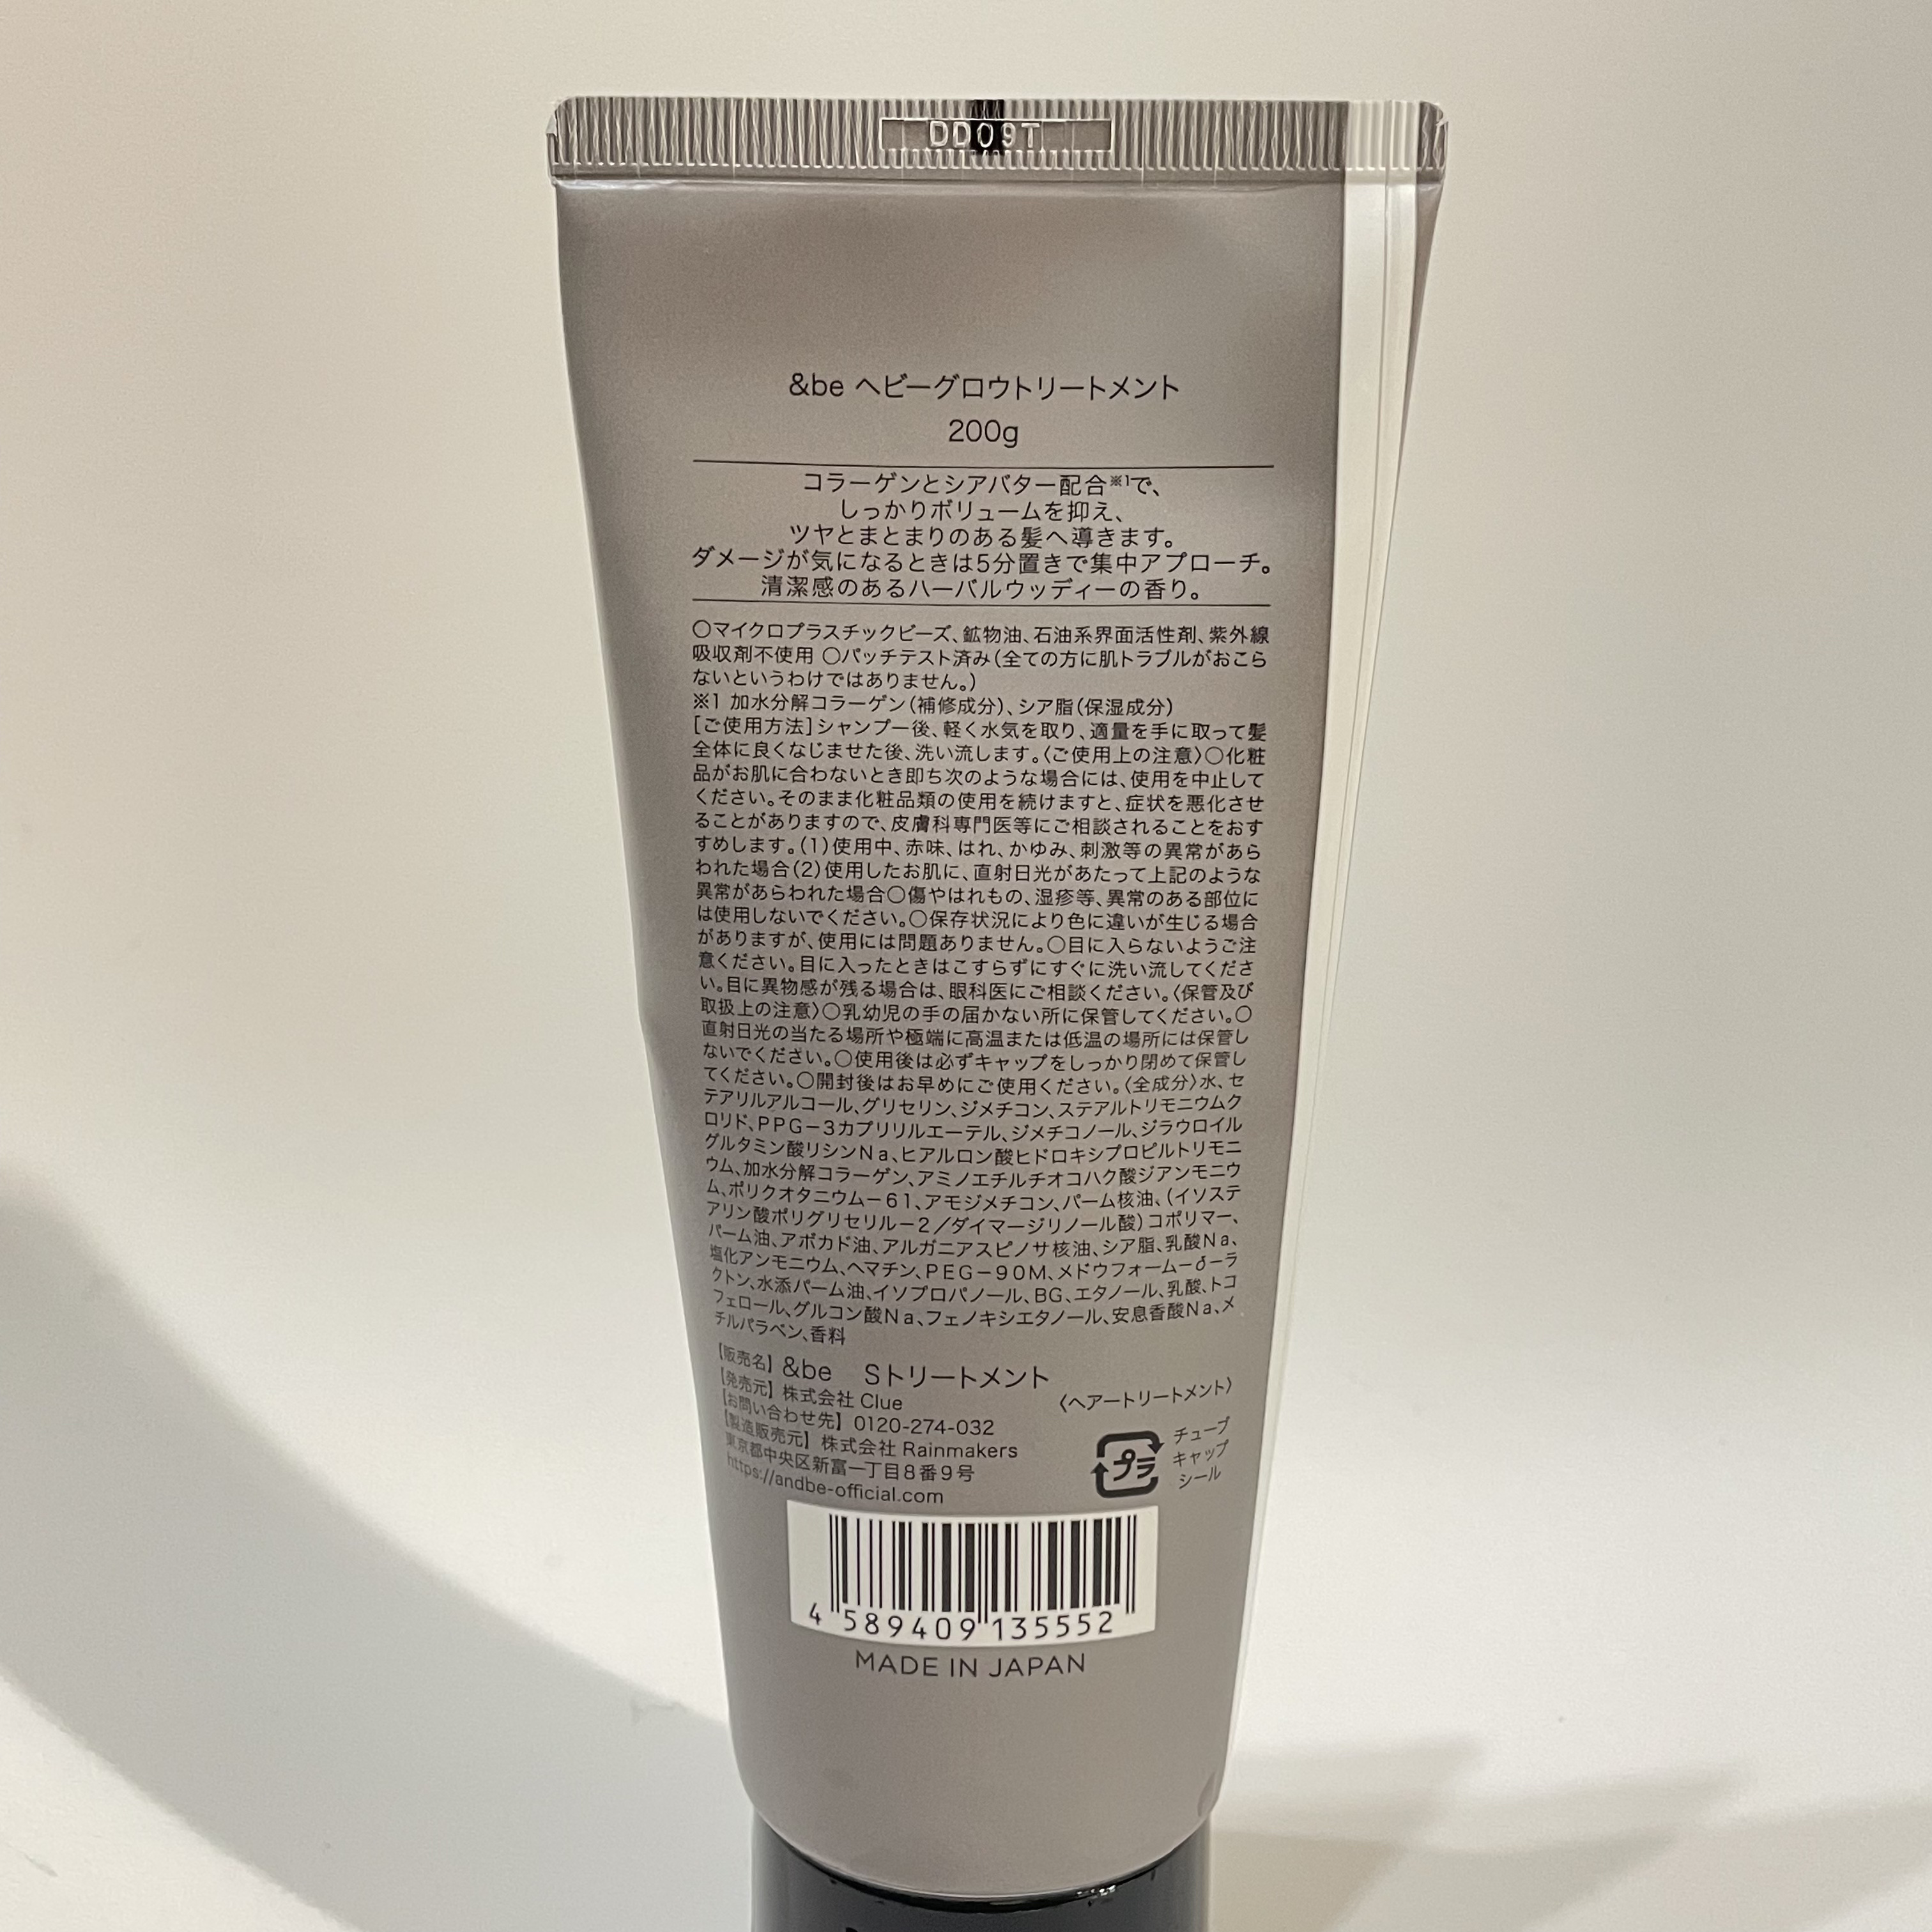 DD09T
&be ヘビーグロウトリートメント
200g
コラーゲンとシアバター配合※1で、
しっかりボリュームを抑え、
ツヤとまとまりのある髪へ導きます。
ダメージが気になるときは5分置きで集中アプローチ。
清潔感のあるハーバルウッディーの香り。
○マイクロプラスチックビーズ、鉱物油、石油系界面活性剤、紫外線
吸収剤不使用 ○パッチテスト済み(全ての方に肌トラブルがおこら
ないというわけではありません。)
※1 加水分解コラーゲン(補修成分)、シア脂(保湿成分)
[ご使用方法]シャンプー後、軽く水気を取り、適量を手に取って髪
全体に良くなじませた後、洗い流します。〈ご使用上の注意〉○化粧
品がお肌に合わないとき即ち次のような場合には、使用を中止して
ください。そのまま化粧品類の使用を続けますと、症状を悪化させ
ることがありますので、皮膚科専門医等にご相談されることをおす
すめします。(1)使用中、赤味、はれ、かゆみ、刺激等の異常があら
われた場合(2)使用したお肌に、直射日光があたって上記のような
異常があらわれた場合○傷やはれもの、湿疹等、異常のある部位に
は使用しないでください。○保存状況により色に違いが生じる場合
がありますが、使用には問題ありません。○目に入らないようご注
意ください。目に入ったときはこすらずにすぐに洗い流してくださ
い。目に異物感が残る場合は、眼科医にご相談ください。〈保管及び
取扱上の注意〉○乳幼児の手の届かない所に保管してください。○
直射日光の当たる場所や極端に高温または低温の場所には保管し
ないでください。○使用後は必ずキャップをしっかり閉めて保管し
てください。○開封後はお早めにご使用ください。〈全成分〉水、セ
テアリルアルコール、グリセリン、ジメチコン、ステアルトリモニウムク
ロリド、PPG－3カプリリルエーテル、ジメチコノール、ジラウロイル
グルタミン酸リシンNa、ヒアルロン酸ヒドロキシプロピルトリモニ
ウム、加水分解コラーゲン、アミノエチルチオコハク酸ジアンモニウ
ム、ポリクオタニウム－61、アモジメチコン、パーム核油、(イソステ
アリン酸ポリグリセリル－2／ダイマージリノール酸)コポリマー、
パーム油、アボカド油、アルガニアスピノサ核油、シア脂、乳酸Na、
塩化アンモニウム、ヘマチン、PEG－90M、メドウフォーム－δ－ラ
クトン、水添パーム油、イソプロパノール、BG、エタノール、乳酸、トコ
フェロール、グルコン酸Na、フェノキシエタノール、安息香酸Na、メ
チルパラベン、香料
【販売名】&be Sトリートメント
〈ヘアートリートメント〉
【発売元】株式会社 Clue
【お問い合わせ先】0120-274-032
【製造販売元】株式会社 Rainmakers
東京都中央区新富一丁目8番9号
https://andbe-official.com
プラ
チューブ
キャップ
シール
4 589409 135552
MADE IN JAPAN